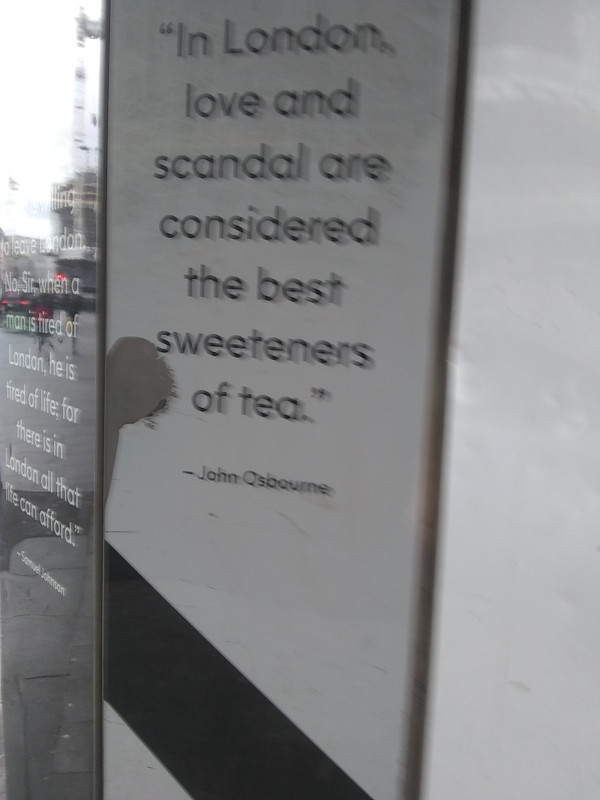 “In London,
love and
scandal are
considered
the best
sweeteners
of tea.”
– John Osbourne
willing
to leave London.
No, Sir, when a
man is tired of
London, he is
tired of life; for
there is in
London all that
life can afford.”
– Samuel Johnson